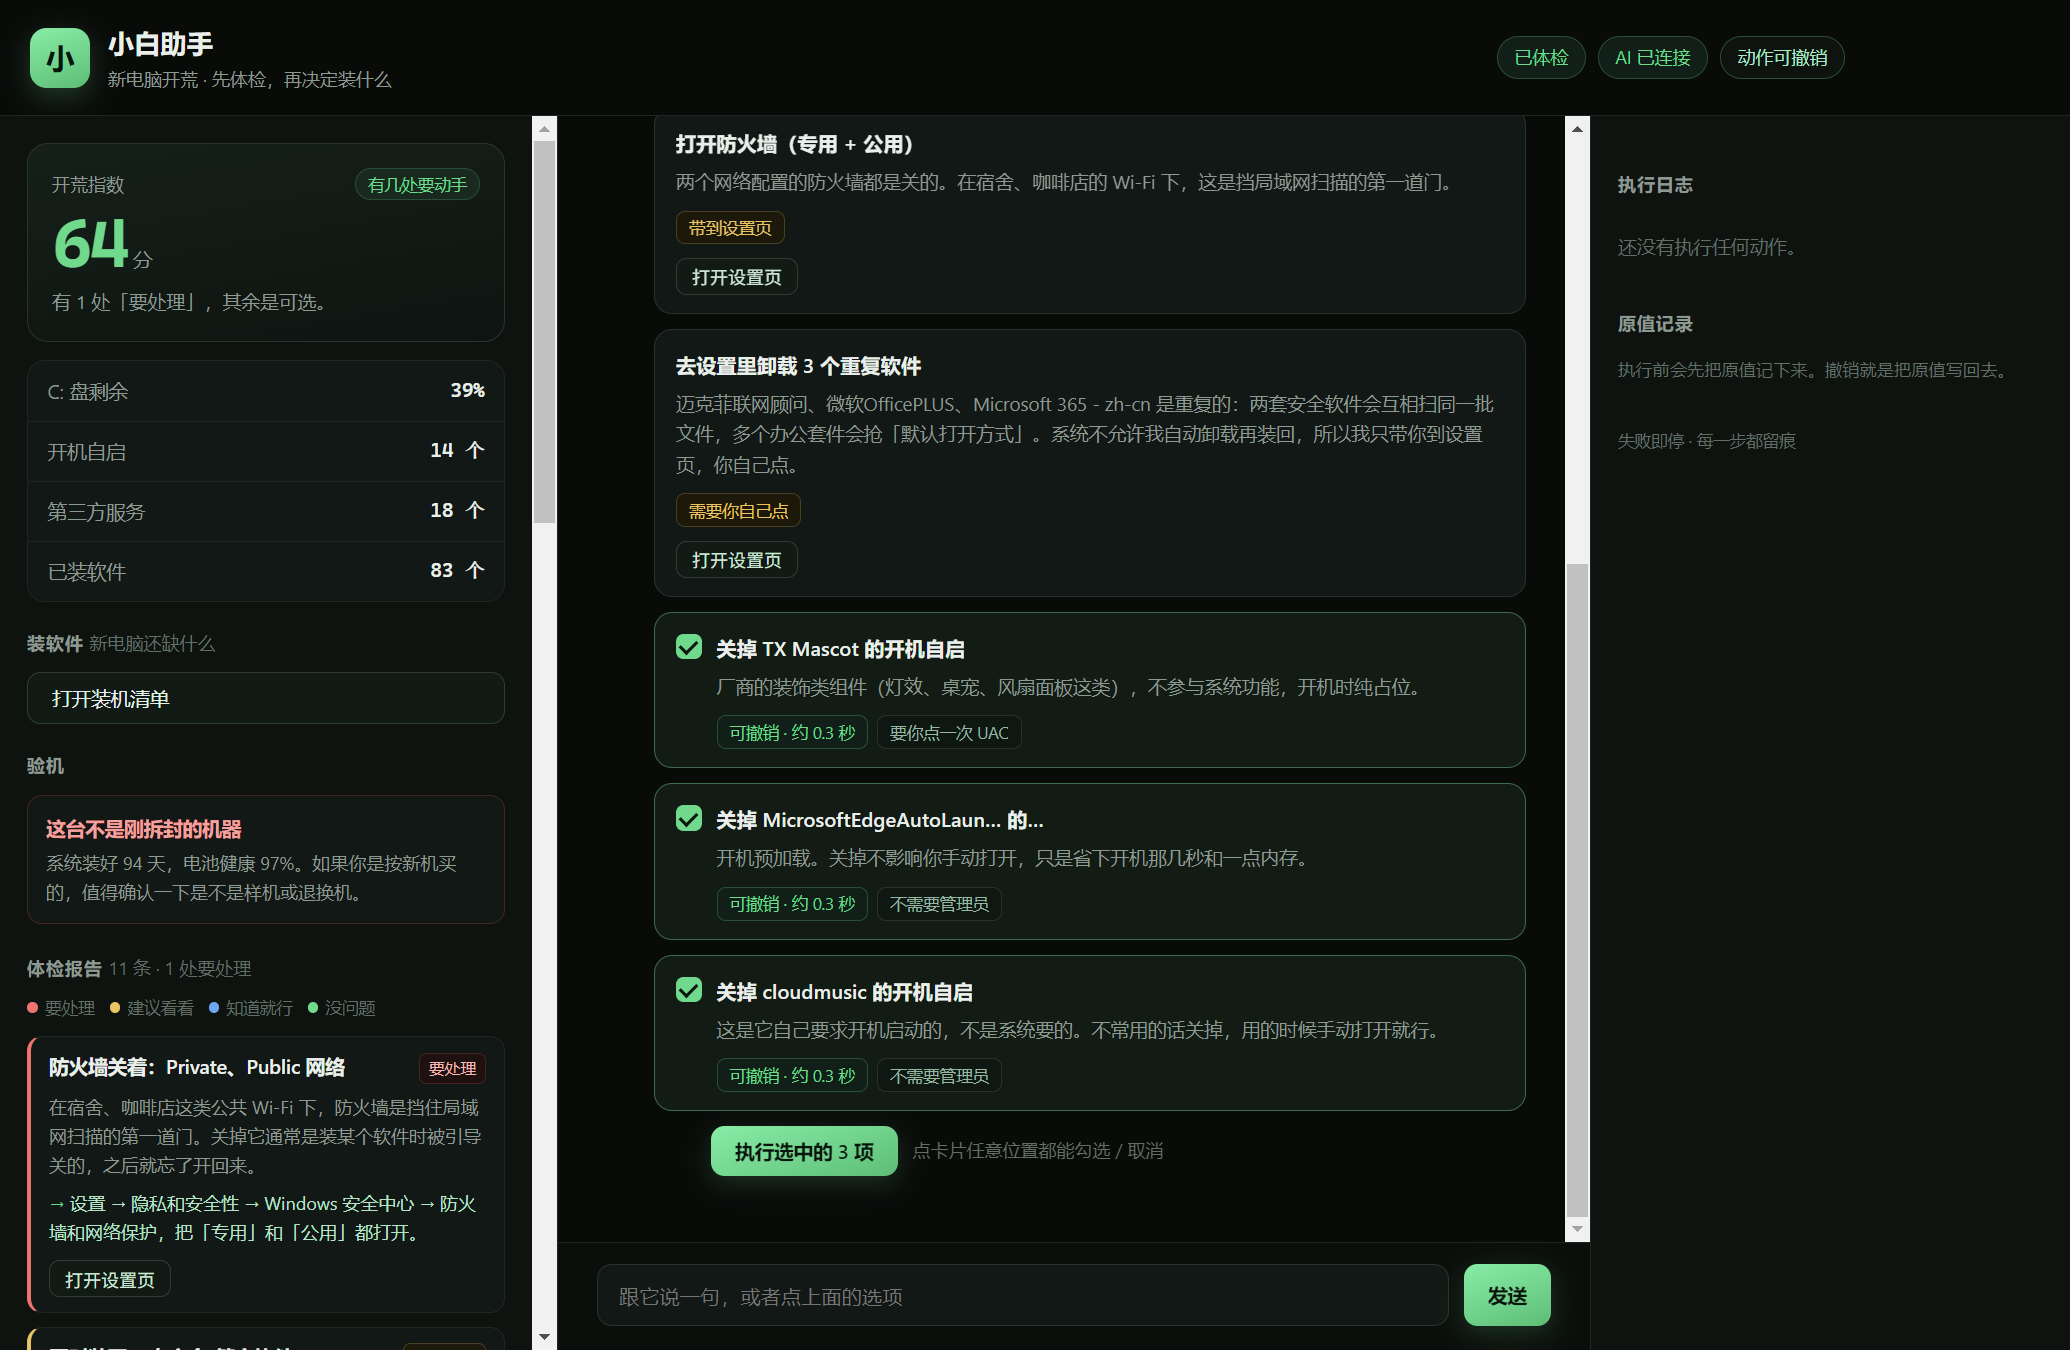 小
小白助手
新电脑开荒 · 先体检，再决定装什么
已体检
AI 已连接
动作可撤销
开荒指数
有几处要动手
64分
有 1 处「要处理」，其余是可选。
C: 盘剩余
39%
开机自启
14 个
第三方服务
18 个
已装软件
83 个
装软件 新电脑还缺什么
打开装机清单
验机
这台不是刚拆封的机器
系统装好 94 天，电池健康 97%。如果你是按新机买
的，值得确认一下是不是样机或退换机。
体检报告 11 条 · 1 处要处理
要处理
建议看看
知道就行
没问题
防火墙关着：Private、Public 网络
要处理
在宿舍、咖啡店这类公共 Wi-Fi 下，防火墙是挡住局域
网扫描的第一道门。关掉它通常是装某个软件时被引导
关的，之后就忘了开回来。
→ 设置 → 隐私和安全性 → Windows 安全中心 → 防火
墙和网络保护，把「专用」和「公用」都打开。
打开设置页
打开防火墙（专用 + 公用）
两个网络配置的防火墙都是关的。在宿舍、咖啡店的 Wi-Fi 下，这是挡局域网扫描的第一道门。
带到设置页
打开设置页
去设置里卸载 3 个重复软件
迈克菲联网顾问、微软OfficePLUS、Microsoft 365 - zh-cn 是重复的：两套安全软件会互相扫同一批
文件，多个办公套件会抢「默认打开方式」。系统不允许我自动卸载再装回，所以我只带你到设置
页，你自己点。
需要你自己点
打开设置页
关掉 TX Mascot 的开机自启
厂商的装饰类组件（灯效、桌宠、风扇面板这类），不参与系统功能，开机时纯占位。
可撤销 · 约 0.3 秒
要你点一次 UAC
关掉 MicrosoftEdgeAutoLaun... 的...
开机预加载。关掉不影响你手动打开，只是省下开机那几秒和一点内存。
可撤销 · 约 0.3 秒
不需要管理员
关掉 cloudmusic 的开机自启
这是它自己要求开机启动的，不是系统要的。不常用的话关掉，用的时候手动打开就行。
可撤销 · 约 0.3 秒
不需要管理员
执行选中的 3 项
点卡片任意位置都能勾选 / 取消
跟它说一句，或者点上面的选项
发送
执行日志
还没有执行任何动作。
原值记录
执行前会先把原值记下来。撤销就是把原值写回去。
失败即停 · 每一步都留痕